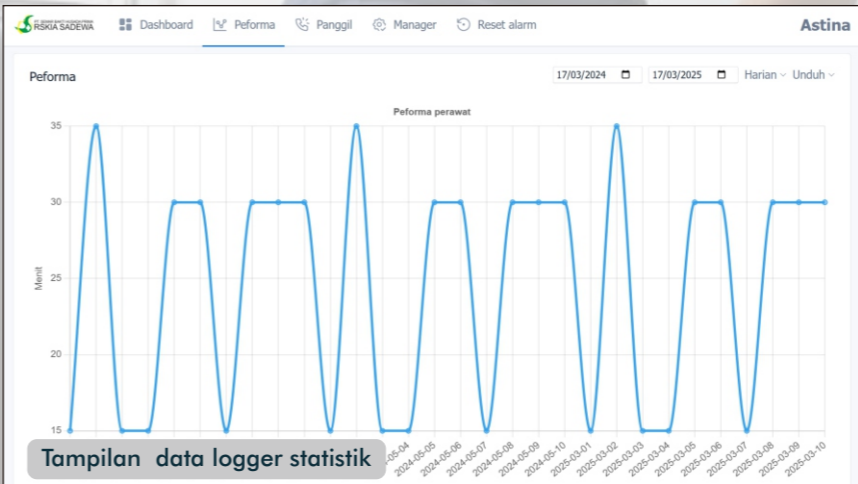 RSKIA SADEWA
Dashboard
Peforma
Panggil
Manager
Reset alarm
Astina
Peforma
17/03/2024
17/03/2025
Harian
Unduh
Peforma perawat
35
30
25
20
15
Menit
-05-04
2024-05-05
2024-05-06
2024-05-07
2024-05-08
2024-05-09
2024-05-10
2025-03-01
2025-03-02
2025-03-03
2025-03-04
2025-03-05
2025-03-06
2025-03-07
2025-03-08
2025-03-09
2025-03-10
Tampilan data logger statistik